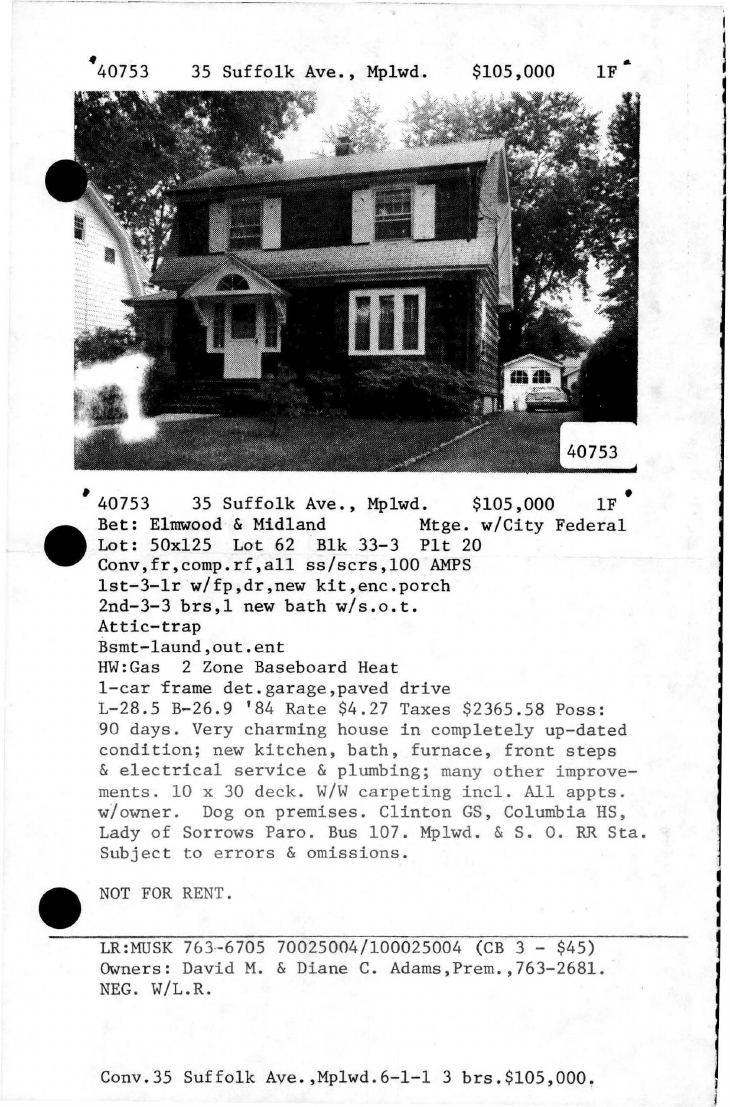 40753 35 Suffolk Ave., Mplwd. $105,000 1F
40753
40753 35 Suffolk Ave., Mplwd. $105,000 1F
Bet: Elmwood & Midland Mtge. w/City Federal
Lot: 50x125 Lot 62 Blk 33-3 Plt 20
Conv,fr,comp.rf,all ss/scrs,100 AMPS
1st-3-lr w/fp,dr,new kit,enc.porch
2nd-3-3 brs,1 new bath w/s.o.t.
Attic-trap
Bsmt-laund,out.ent
HW:Gas 2 Zone Baseboard Heat
1-car frame det.garage,paved drive
L-28.5 B-26.9 '84 Rate $4.27 Taxes $2365.58 Poss:
90 days. Very charming house in completely up-dated
condition; new kitchen, bath, furnace, front steps
& electrical service & plumbing; many other improve-
ments. 10 x 30 deck. W/W carpeting incl. All appts.
w/owner. Dog on premises. Clinton GS, Columbia HS,
Lady of Sorrows Paro. Bus 107. Mplwd. & S. O. RR Sta.
Subject to errors & omissions.
NOT FOR RENT.
LR:MUSK 763-6705 70025004/100025004 (CB 3 - $45)
Owners: David M. & Diane C. Adams,Prem.,763-2681.
NEG. W/L.R.
Conv.35 Suffolk Ave.,Mplwd.6-1-1 3 brs.$105,000.